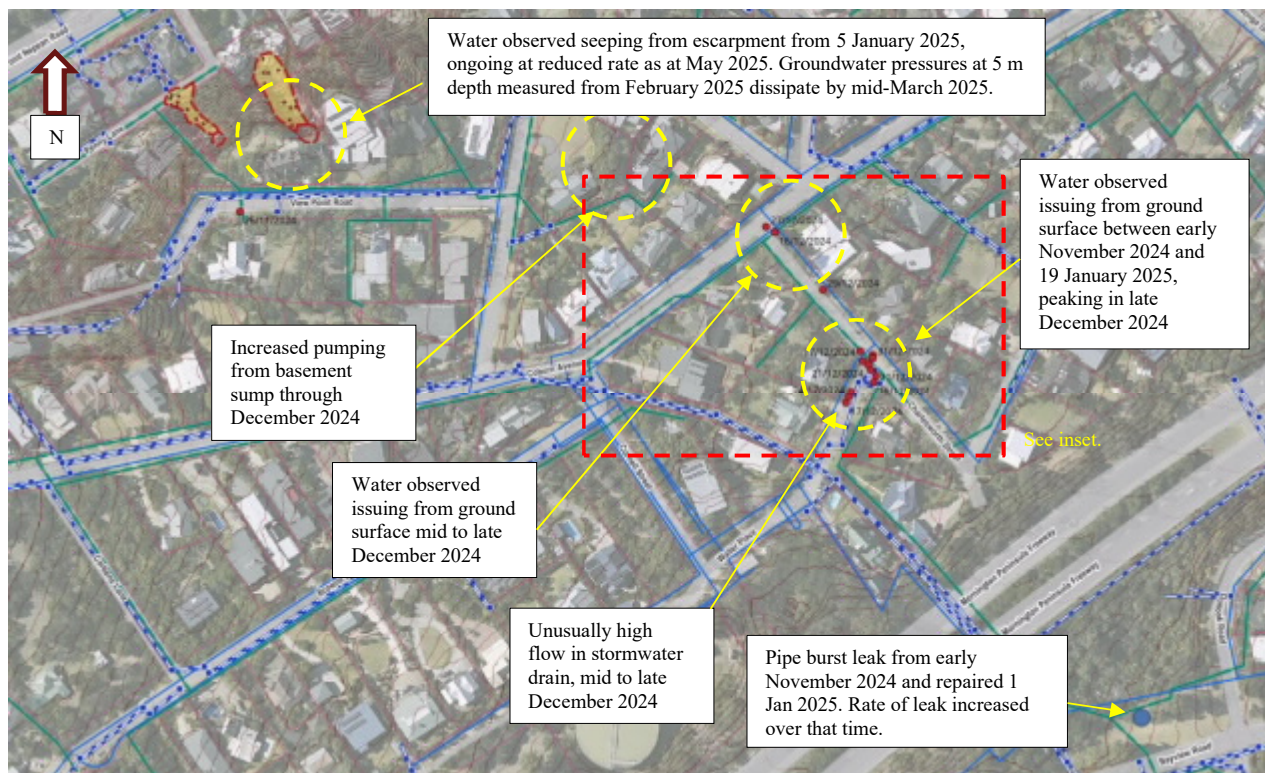 Water observed seeping from escarpment from 5 January 2025,
ongoing at reduced rate as at May 2025. Groundwater pressures at 5 m
depth measured from February 2025 dissipate by mid-March 2025.
N
Water observed
issuing from ground
surface between early
November 2024 and
19 January 2025,
peaking in late
December 2024
View Point Road
Increased pumping
from basement
sump through
December 2024
See inset.
Water observed
issuing from ground
surface mid to late
December 2024
Mornington Peninsula Freeway
Mornington Peninsula Freeway
Unusually high
flow in stormwater
drain, mid to late
December 2024
Pipe burst leak from early
November 2024 and repaired 1
Jan 2025. Rate of leak increased
over that time.
Bayview Road